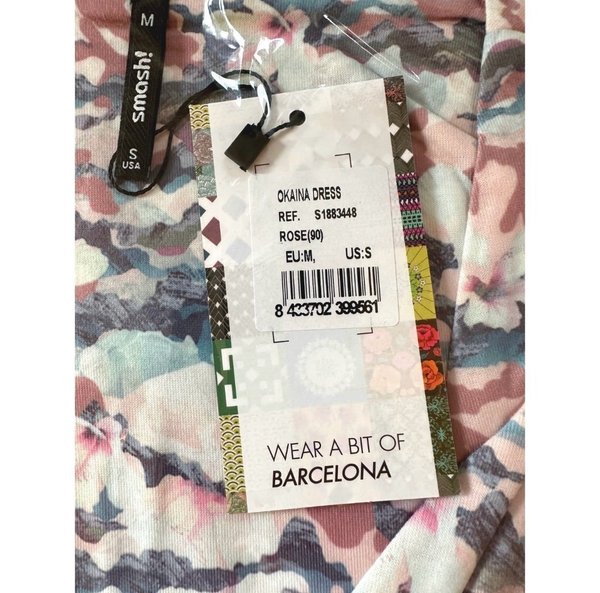 M
smash!
S
USA
OKAINA DRESS
REF. S1883448
ROSE(90)
EU:M, US:S
8 433702 399561
WEAR A BIT OF
BARCELONA